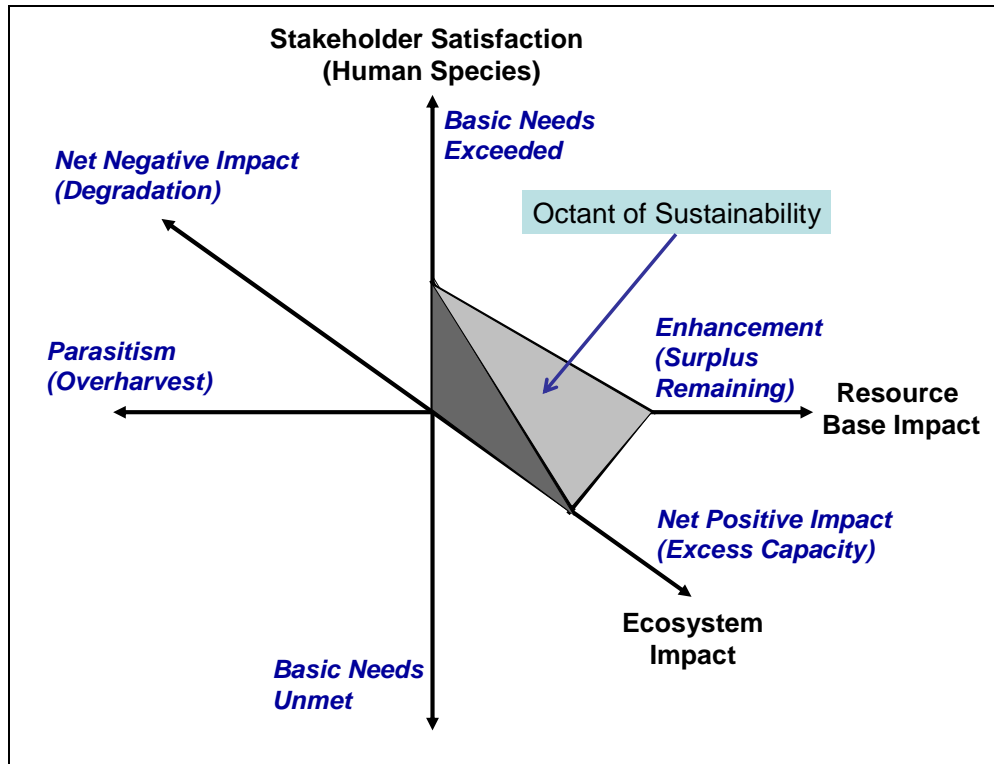 Stakeholder Satisfaction
(Human Species)
Basic Needs
Exceeded
Net Negative Impact
(Degradation)
Octant of Sustainability
Parasitism
(Overharvest)
Enhancement
(Surplus
Remaining)
Resource
Base Impact
Net Positive Impact
(Excess Capacity)
Ecosystem
Impact
Basic Needs
Unmet